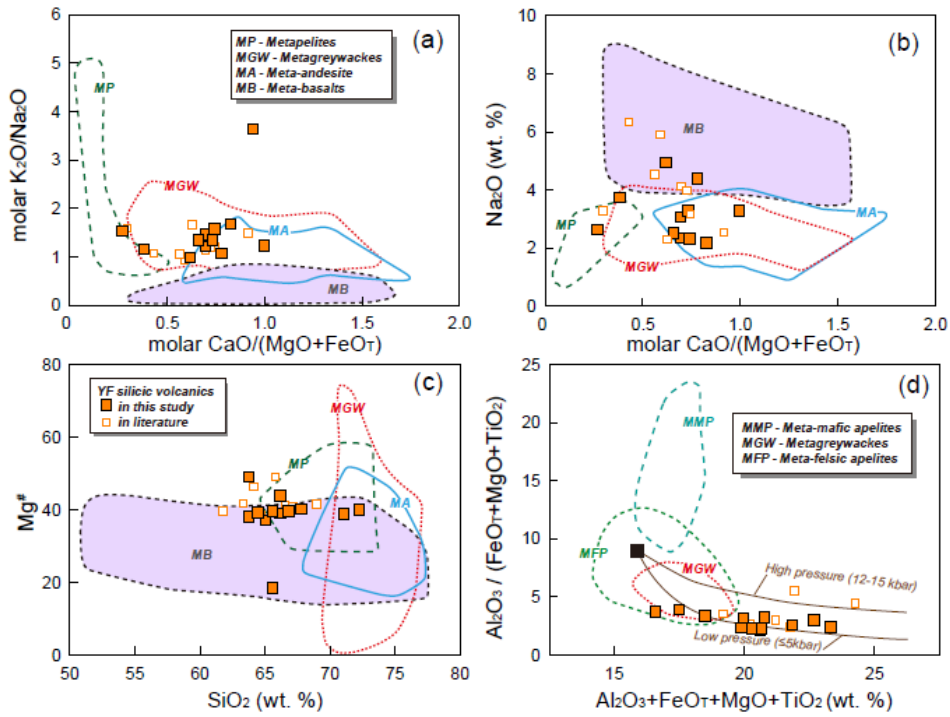 (a)
MP - Metapelites
MGW - Metagreywackes
MA - Meta-andesite
MB - Meta-basalts
MP
MGW
MA
MB
molar K₂O/Na₂O
6
5
4
3
2
1
0
0 0.5 1.0 1.5 2.0
molar CaO/(MgO+FeOT)
(b)
MB
MP
MGW
MA
Na₂O (wt. %)
10
8
6
4
2
0
0 0.5 1.0 1.5 2.0
molar CaO/(MgO+FeOT)
(c)
YF silicic volcanics
in this study
in literature
MGW
MP
MA
MB
Mg#
80
60
40
20
0
50 55 60 65 70 75 80
SiO₂ (wt. %)
(d)
MMP - Meta-mafic apelites
MGW - Metagreywackes
MFP - Meta-felsic apelites
MMP
MFP
MGW
High pressure (12-15 kbar)
Low pressure (≤5kbar)
Al₂O₃ / (FeOT+MgO+TiO₂)
25
20
15
10
5
0
15 20 25
Al₂O₃+FeOT+MgO+TiO₂